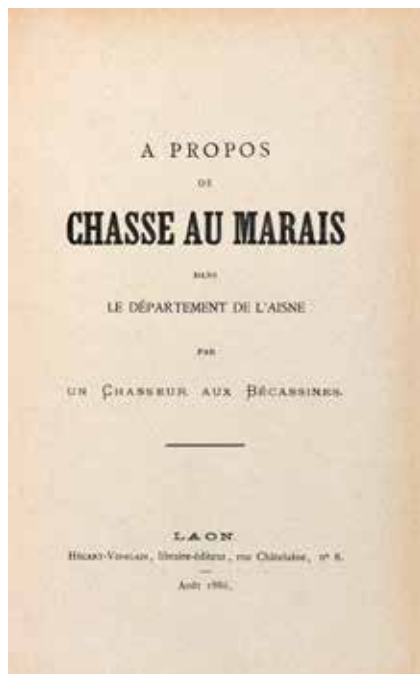 A PROPOS
DE
CHASSE AU MARAIS
DANS
LE DÉPARTEMENT DE L'AISNE
PAR
UN CHASSEUR AUX BÉCASSINES.
LAON.
libraire-éditeur, rue Châtelaine, nº 8.
Août